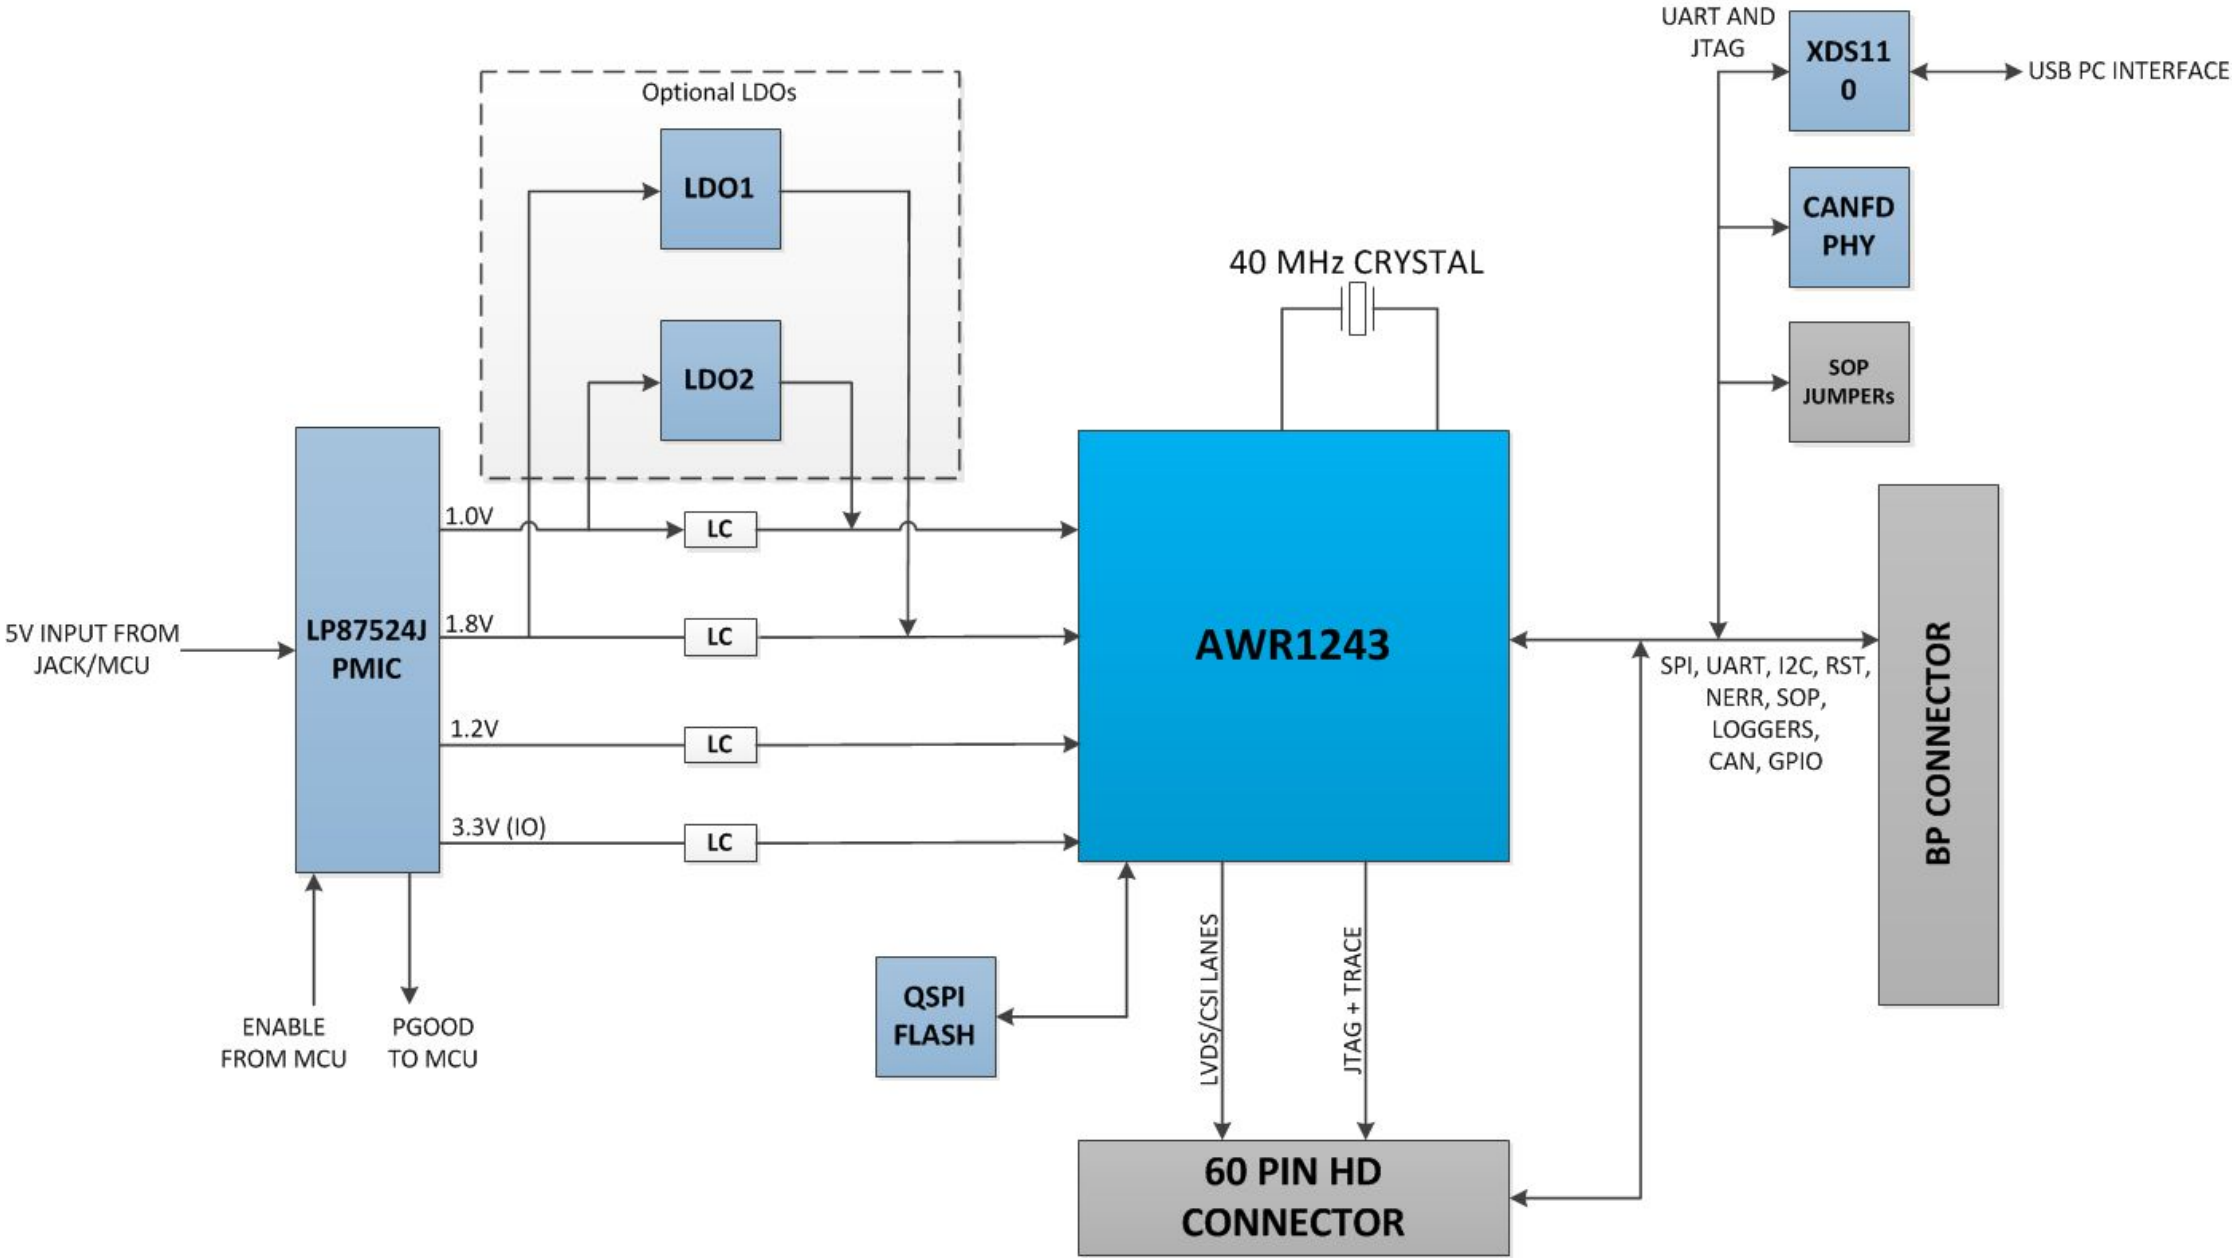 UART AND
JTAG
XDS11
0
USB PC INTERFACE
Optional LDOs
LDO1
CANFD
PHY
40 MHz CRYSTAL
LDO2
SOP
JUMPERs
1.0V
LC
5V INPUT FROM
JACK/MCU
LP87524J
PMIC
1.8V
LC
AWR1243
SPI, UART, I2C, RST,
NERR, SOP,
LOGGERS,
CAN, GPIO
BP CONNECTOR
1.2V
LC
3.3V (IO)
LC
ENABLE
FROM MCU
PGOOD
TO MCU
QSPI
FLASH
LVDS/CSI LANES
JTAG + TRACE
60 PIN HD
CONNECTOR